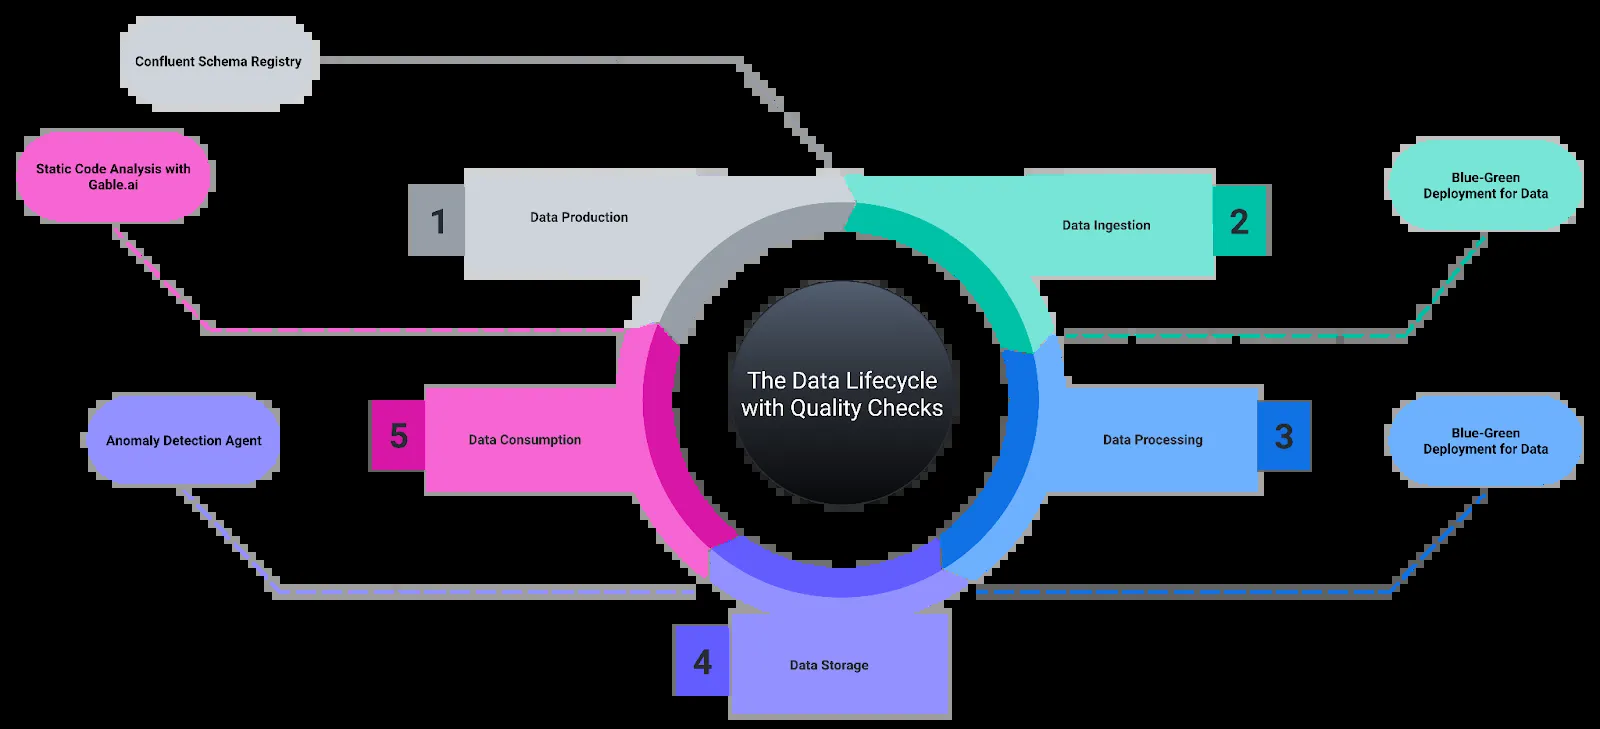 Confluent Schema Registry
Static Code Analysis with
Gable.ai
Blue-Green
Deployment for Data
1
Data Production
Data Ingestion
2
The Data Lifecycle
with Quality Checks
Anomaly Detection Agent
5
Data Consumption
Data Processing
3
Blue-Green
Deployment for Data
4
Data Storage